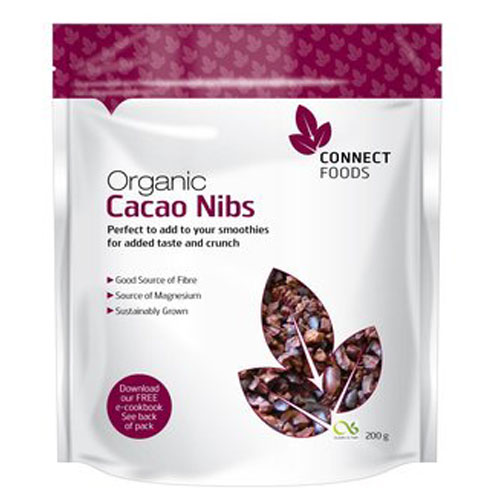 CONNECT
FOODS
Organic
Cacao Nibs
Perfect to add to your smoothies
for added taste and crunch
Good Source of Fibre
Source of Magnesium
Sustainably Grown
Download
our FREE
e-cookbook
See back
of pack
200 g